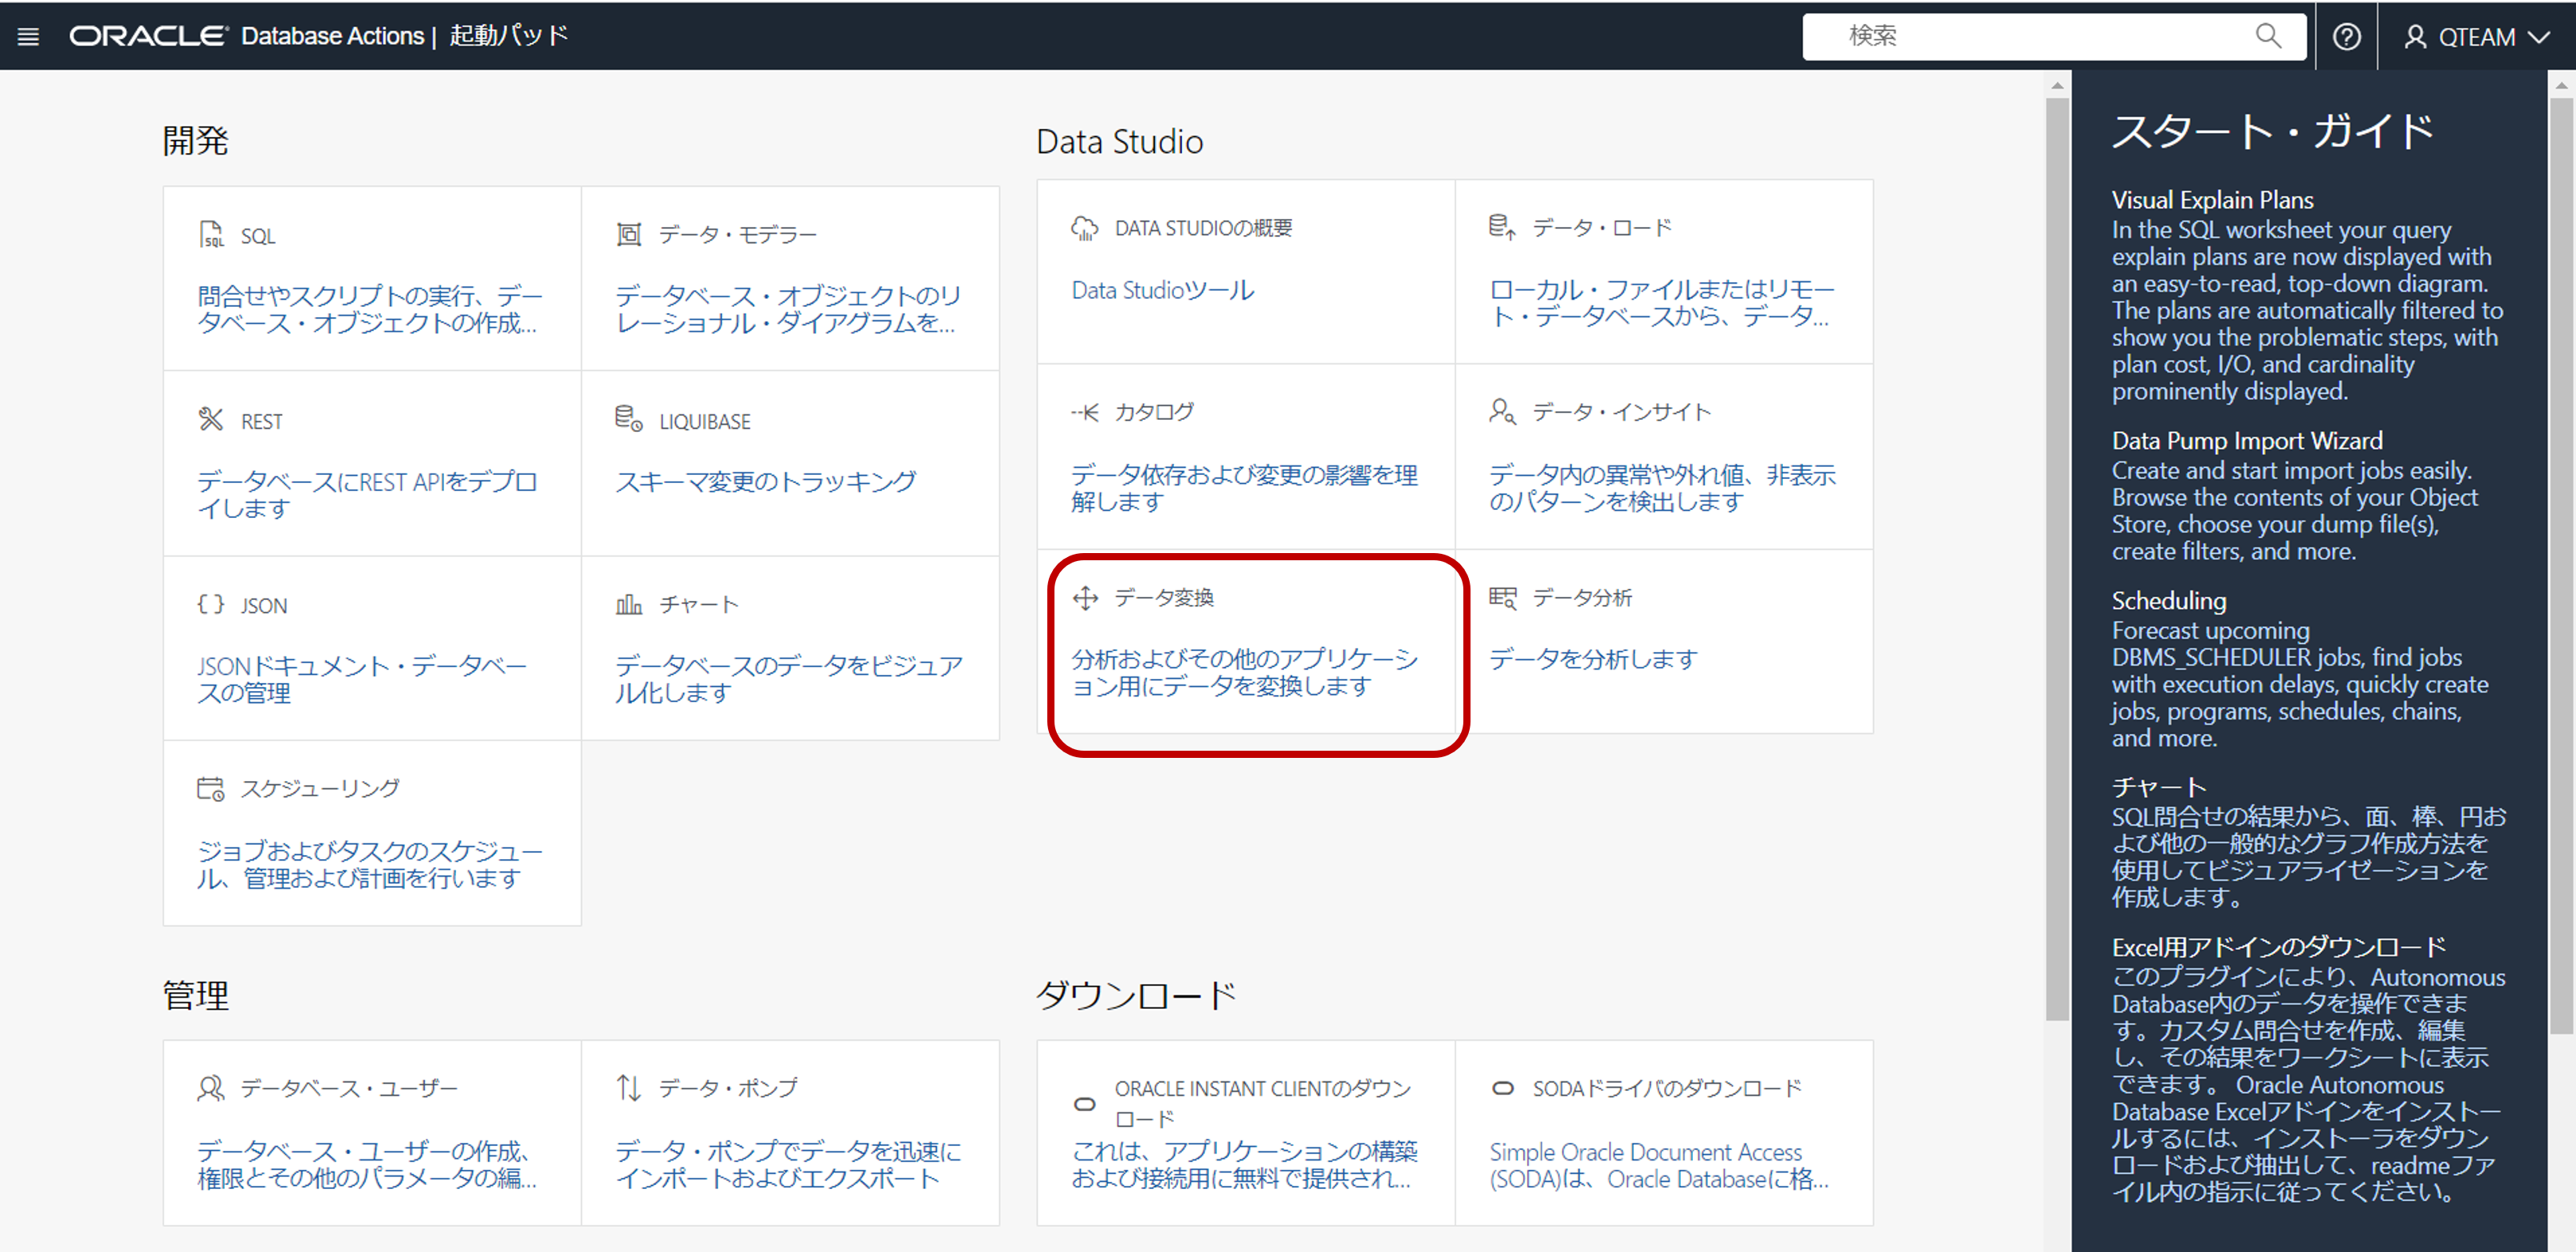 ORACLE Database Actions | 起動パッド
検索
QTEAM
開発
SQL
問合せやスクリプトの実行、デー
タベース・オブジェクトの作成...
データ・モデラー
データベース・オブジェクトのリ
レーショナル・ダイアグラムを...
REST
データベースにREST APIをデプロ
イします
LIQUIBASE
スキーマ変更のトラッキング
{ } JSON
JSONドキュメント・データベー
スの管理
チャート
データベースのデータをビジュア
ル化します
スケジューリング
ジョブおよびタスクのスケジュー
ル、管理および計画を行います
Data Studio
DATA STUDIOの概要
Data Studioツール
データ・ロード
ローカル・ファイルまたはリモー
ト・データベースから、データ...
カタログ
データ依存および変更の影響を理
解します
データ・インサイト
データ内の異常や外れ値、非表示
のパターンを検出します
データ変換
分析およびその他のアプリケーシ
ョン用にデータを変換します
データ分析
データを分析します
管理
データベース・ユーザー
データベース・ユーザーの作成、
権限とその他のパラメータの編...
データ・ポンプ
データ・ポンプでデータを迅速に
インポートおよびエクスポート
ダウンロード
ORACLE INSTANT CLIENTのダウン
ロード
これは、アプリケーションの構築
および接続用に無料で提供され...
SODAドライバのダウンロード
Simple Oracle Document Access
(SODA)は、Oracle Databaseに格...
スタート・ガイド
Visual Explain Plans
In the SQL worksheet your query
explain plans are now displayed with
an easy-to-read, top-down diagram.
The plans are automatically filtered to
show you the problematic steps, with
plan cost, I/O, and cardinality
prominently displayed.
Data Pump Import Wizard
Create and start import jobs easily.
Browse the contents of your Object
Store, choose your dump file(s),
create filters, and more.
Scheduling
Forecast upcoming
DBMS_SCHEDULER jobs, find jobs
with execution delays, quickly create
jobs, programs, schedules, chains,
and more.
チャート
SQL問合せの結果から、面、棒、円お
よび他の一般的なグラフ作成方法を
使用してビジュアライゼーションを
作成します。
Excel用アドインのダウンロード
このプラグインにより、Autonomous
Database内のデータを操作できま
す。カスタム問合せを作成、編集
し、その結果をワークシートに表示
できます。 Oracle Autonomous
Database Excelアドインをインストー
ルするには、インストーラをダウン
ロードおよび抽出して、readmeファ
イル内の指示に従ってください。